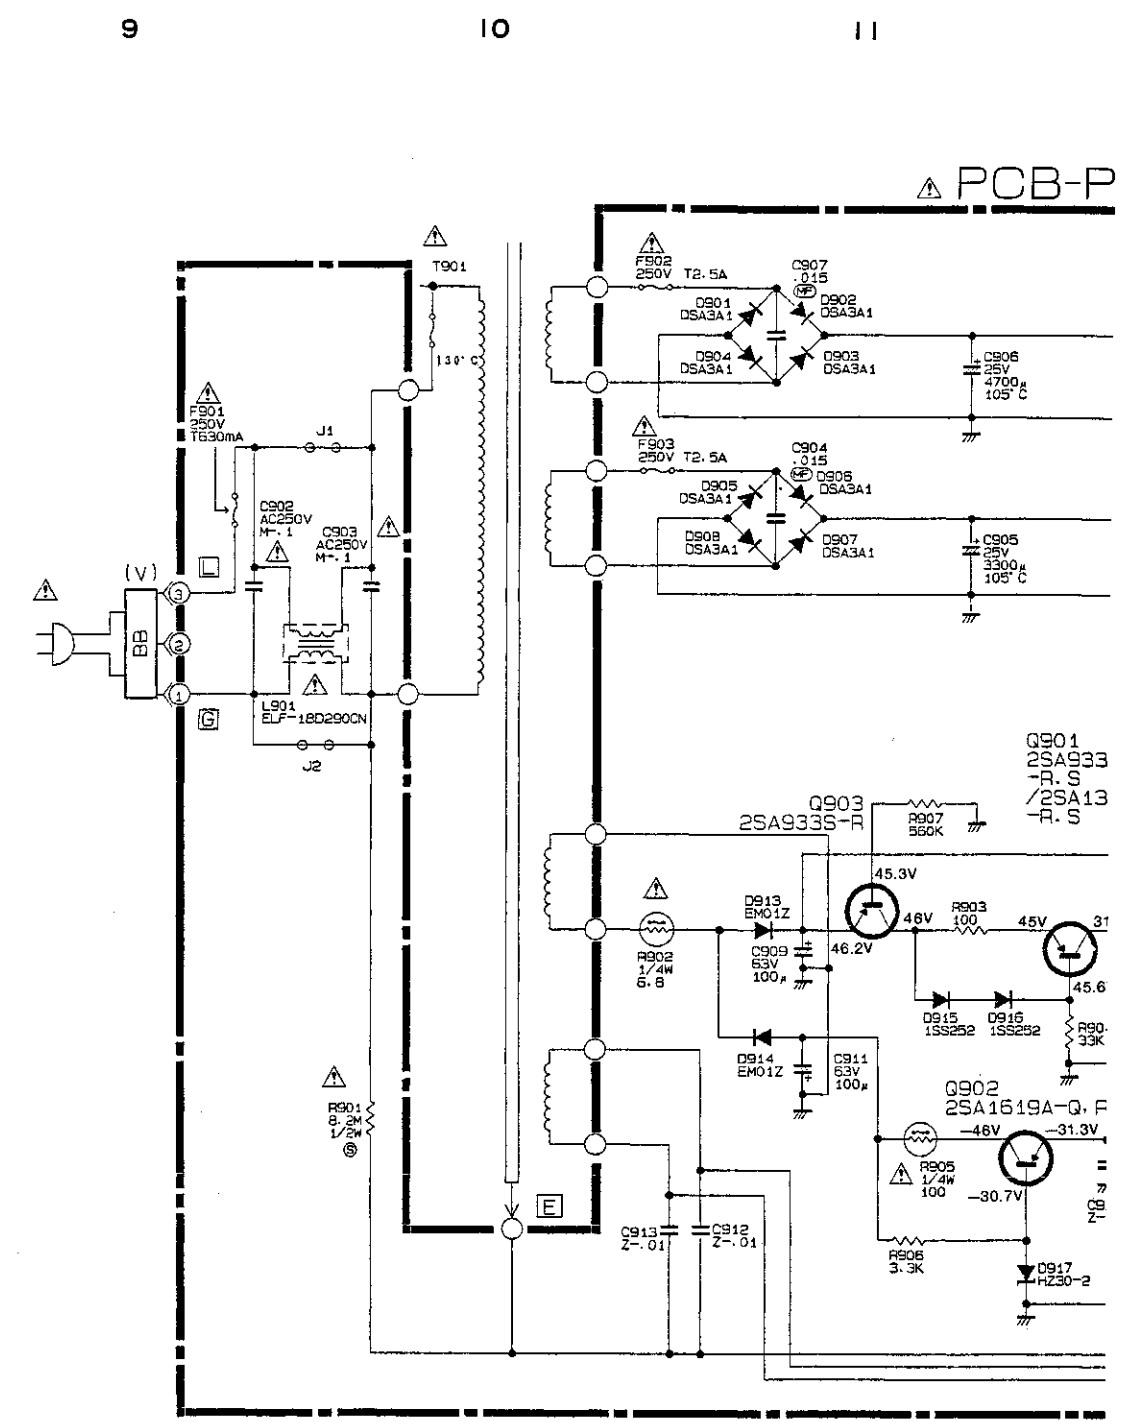 9
10
11
PCB-P
T901
130°C
F901
250V
T630mA
J1
C902
AC250V
M-.1
C903
AC250V
M-.1
L
(V)
BB
3
2
1
G
L901
ELF-18D290CN
J2
R901
8.2M
1/2W
S
E
F902
250V T2.5A
C907
.015
MF
D901
DSA3A1
D902
DSA3A1
D904
DSA3A1
D903
DSA3A1
C906
25V
4700μ
105°C
F903
250V T2.5A
C904
.015
MF
D905
DSA3A1
D906
DSA3A1
D908
DSA3A1
D907
DSA3A1
C905
25V
3300μ
105°C
Q901
2SA933
-R.S
/2SA13
-R.S
Q903
2SA933S-R
R907
560K
45.3V
D913
EM01Z
46V
R903
100
45V
31
46.2V
R902
1/4W
6.8
C909
63V
100μ
45.6
D915
1SS252
D916
1SS252
R90
33K
D914
EM01Z
C911
63V
100μ
Q902
2SA1619A-Q,
-46V
-31.3V
R905
1/4W
100
-30.7V
C9
Z-
C913
Z-.01
C912
Z-.01
R906
3.3K
D917
HZ30-2